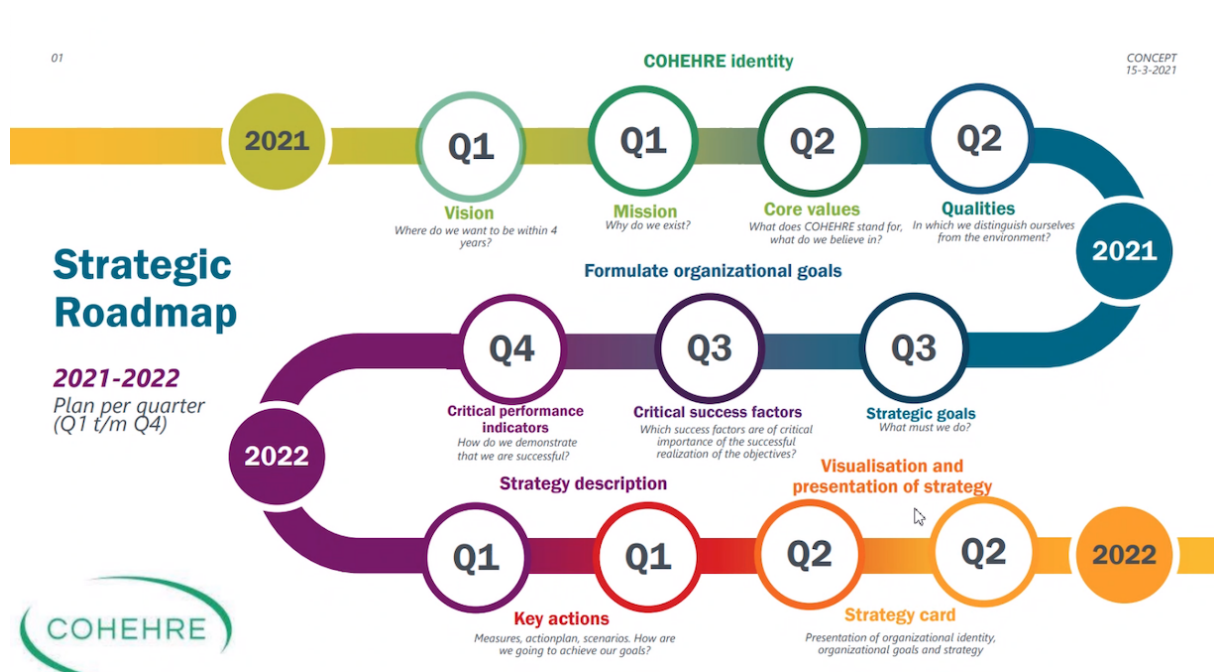 01
COHEHRE identity
CONCEPT
15-3-2021
2021
Q1
Q1
Q2
Q2
Vision
Where do we want to be within 4
years?
Mission
Why do we exist?
Core values
What does COHEHRE stand for,
what do we believe in?
Qualities
In which we distinguish ourselves
from the environment?
2021
Strategic
Roadmap
2021-2022
Plan per quarter
(Q1 t/m Q4)
Formulate organizational goals
Q4
Q3
Q3
Critical performance
indicators
How do we demonstrate
that we are successful?
Critical success factors
Which success factors are of critical
importance of the successful
realization of the objectives?
Strategic goals
What must we do?
2022
Strategy description
Visualisation and
presentation of strategy
Q1
Q1
Q2
Q2
2022
Key actions
Measures, actionplan, scenarios. How are
we going to achieve our goals?
Strategy card
Presentation of organizational identity,
organizational goals and strategy
COHEHRE